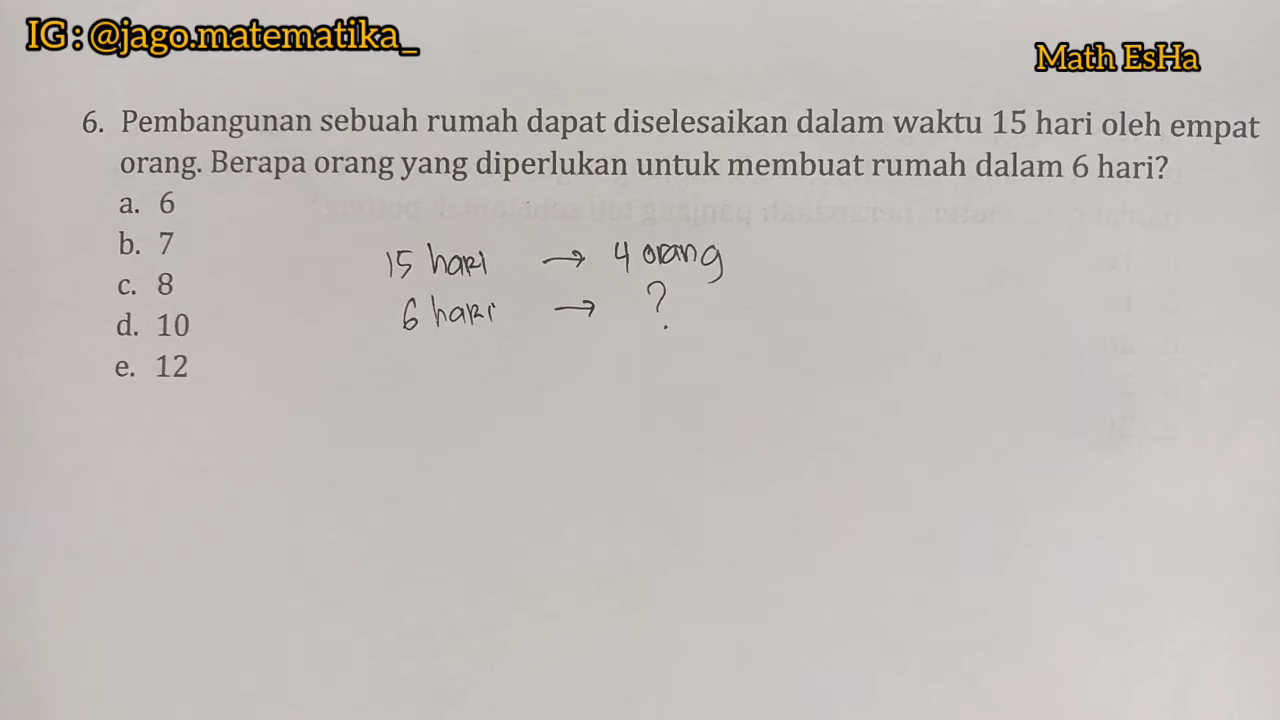 IG : @jago.matematika_
Math EsHa
6. Pembangunan sebuah rumah dapat diselesaikan dalam waktu 15 hari oleh empat
orang. Berapa orang yang diperlukan untuk membuat rumah dalam 6 hari?
a. 6
b. 7
c. 8
d. 10
e. 12
15 hari → 4 orang
6 hari → ?